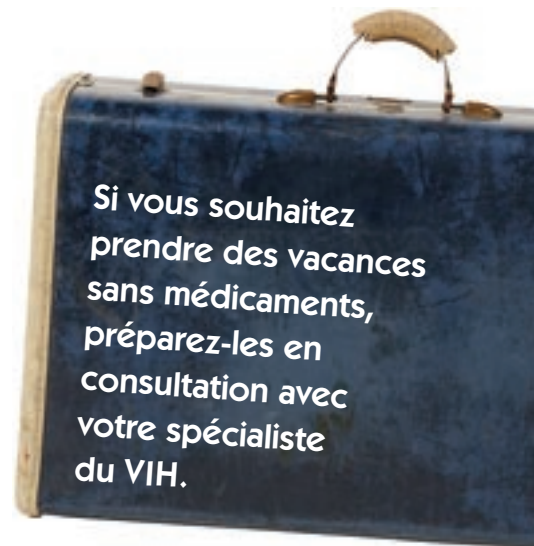 Si vous souhaitez
prendre des vacances
sans médicaments,
préparez-les en
consultation avec
votre spécialiste
du VIH.